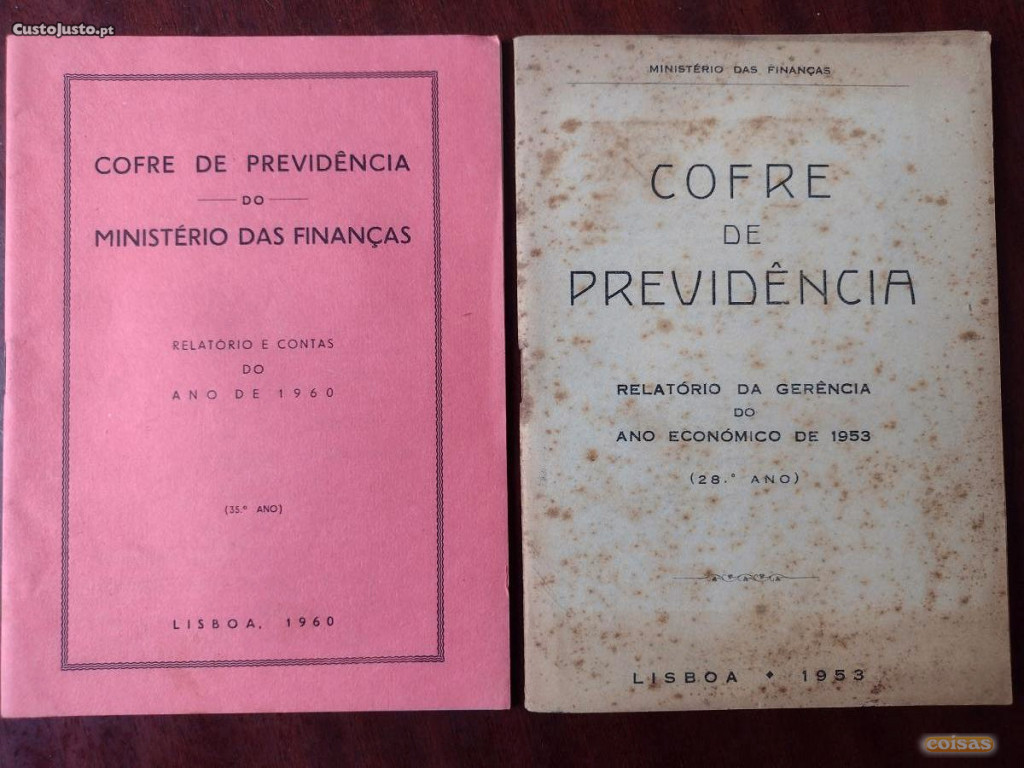 CustoJusto.pt
COFRE DE PREVIDÊNCIA
DO
MINISTÉRIO DAS FINANÇAS
RELATÓRIO E CONTAS
DO
ANO DE 1960
(35.º ANO)
LISBOA, 1960
MINISTÉRIO DAS FINANÇAS
COFRE
DE
PREVIDÊNCIA
RELATÓRIO DA GERÊNCIA
DO
ANO ECONÓMICO DE 1953
(28.º ANO)
LISBOA • 1953
coisas